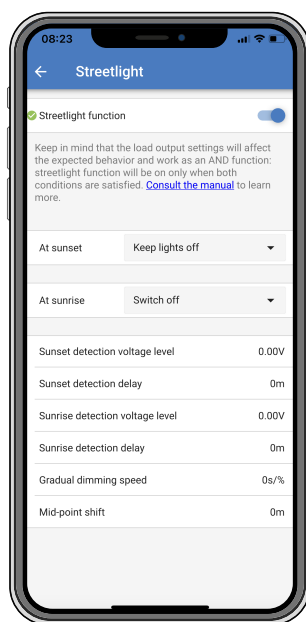 08:23
Streetlight
Streetlight function
Keep in mind that the load output settings will affect
the expected behavior and work as an AND function:
streetlight function will be on only when both
conditions are satisfied. Consult the manual to learn
more.
At sunset Keep lights off
At sunrise Switch off
Sunset detection voltage level 0.00V
Sunset detection delay 0m
Sunrise detection voltage level 0.00V
Sunrise detection delay 0m
Gradual dimming speed 0s/%
Mid-point shift 0m